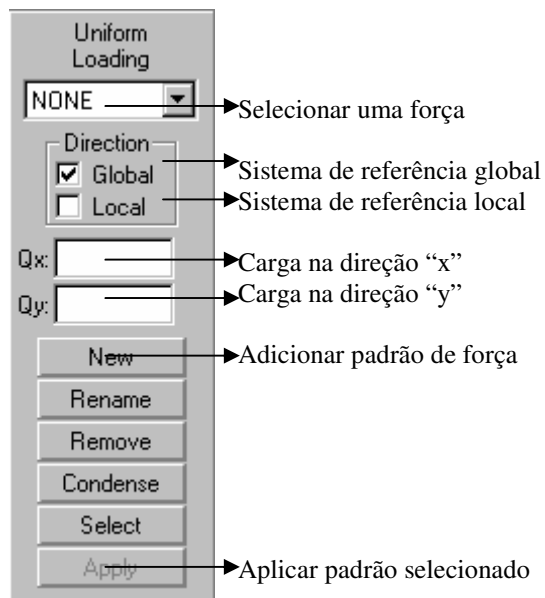 Uniform
Loading
NONE
Selecionar uma força
Direction
Global
Sistema de referência global
Local
Sistema de referência local
Qx:
Carga na direção “x”
Qy:
Carga na direção “y”
New
Adicionar padrão de força
Rename
Remove
Condense
Select
Apply
Aplicar padrão selecionado